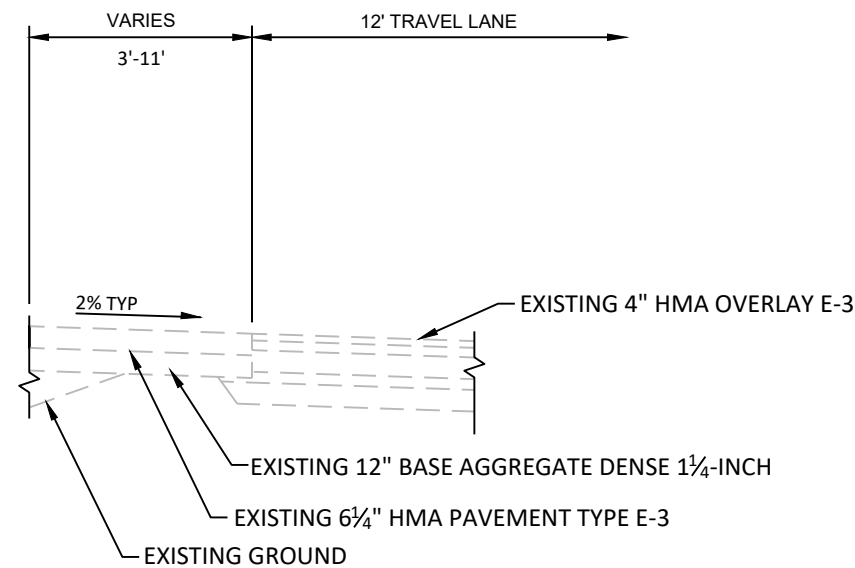 VARIES
12' TRAVEL LANE
3'-11'
2% TYP
EXISTING 4" HMA OVERLAY E-3
EXISTING 12" BASE AGGREGATE DENSE 1¼-INCH
EXISTING 6¼" HMA PAVEMENT TYPE E-3
EXISTING GROUND